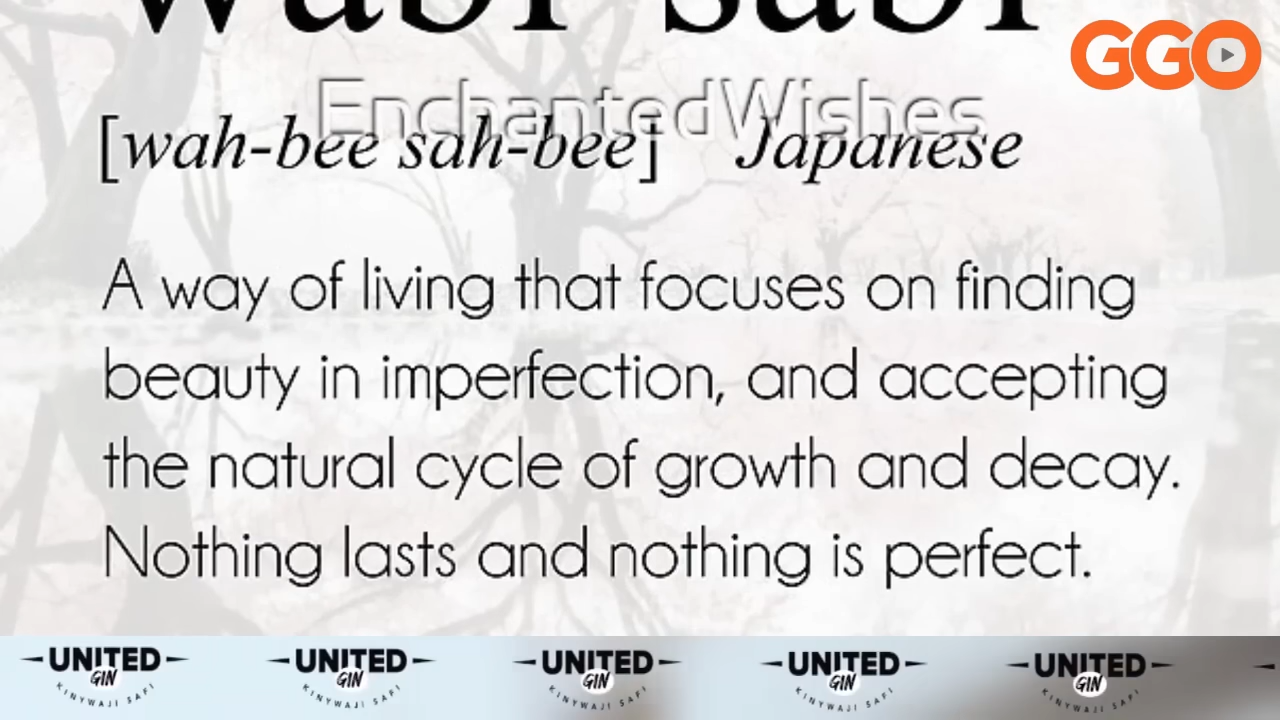 wabi sabi
GGO
EnchantedWishes
[wah-bee sah-bee] Japanese
A way of living that focuses on finding
beauty in imperfection, and accepting
the natural cycle of growth and decay.
Nothing lasts and nothing is perfect.
UNITED GIN KINYWAJI SAFI
UNITED GIN KINYWAJI SAFI
UNITED GIN KINYWAJI SAFI
UNITED GIN KINYWAJI SAFI
UNITED GIN KINYWAJI SAFI